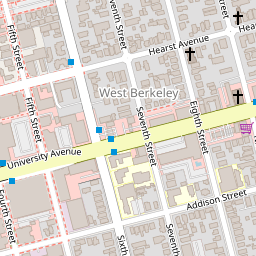 Fifth Street
Seventh Street
Hearst Avenue
Hea
West Berkeley
Fifth Street
Seventh Street
Eighth Street
University Avenue
Addison Street
Fourth Street
Sixth
Seventh